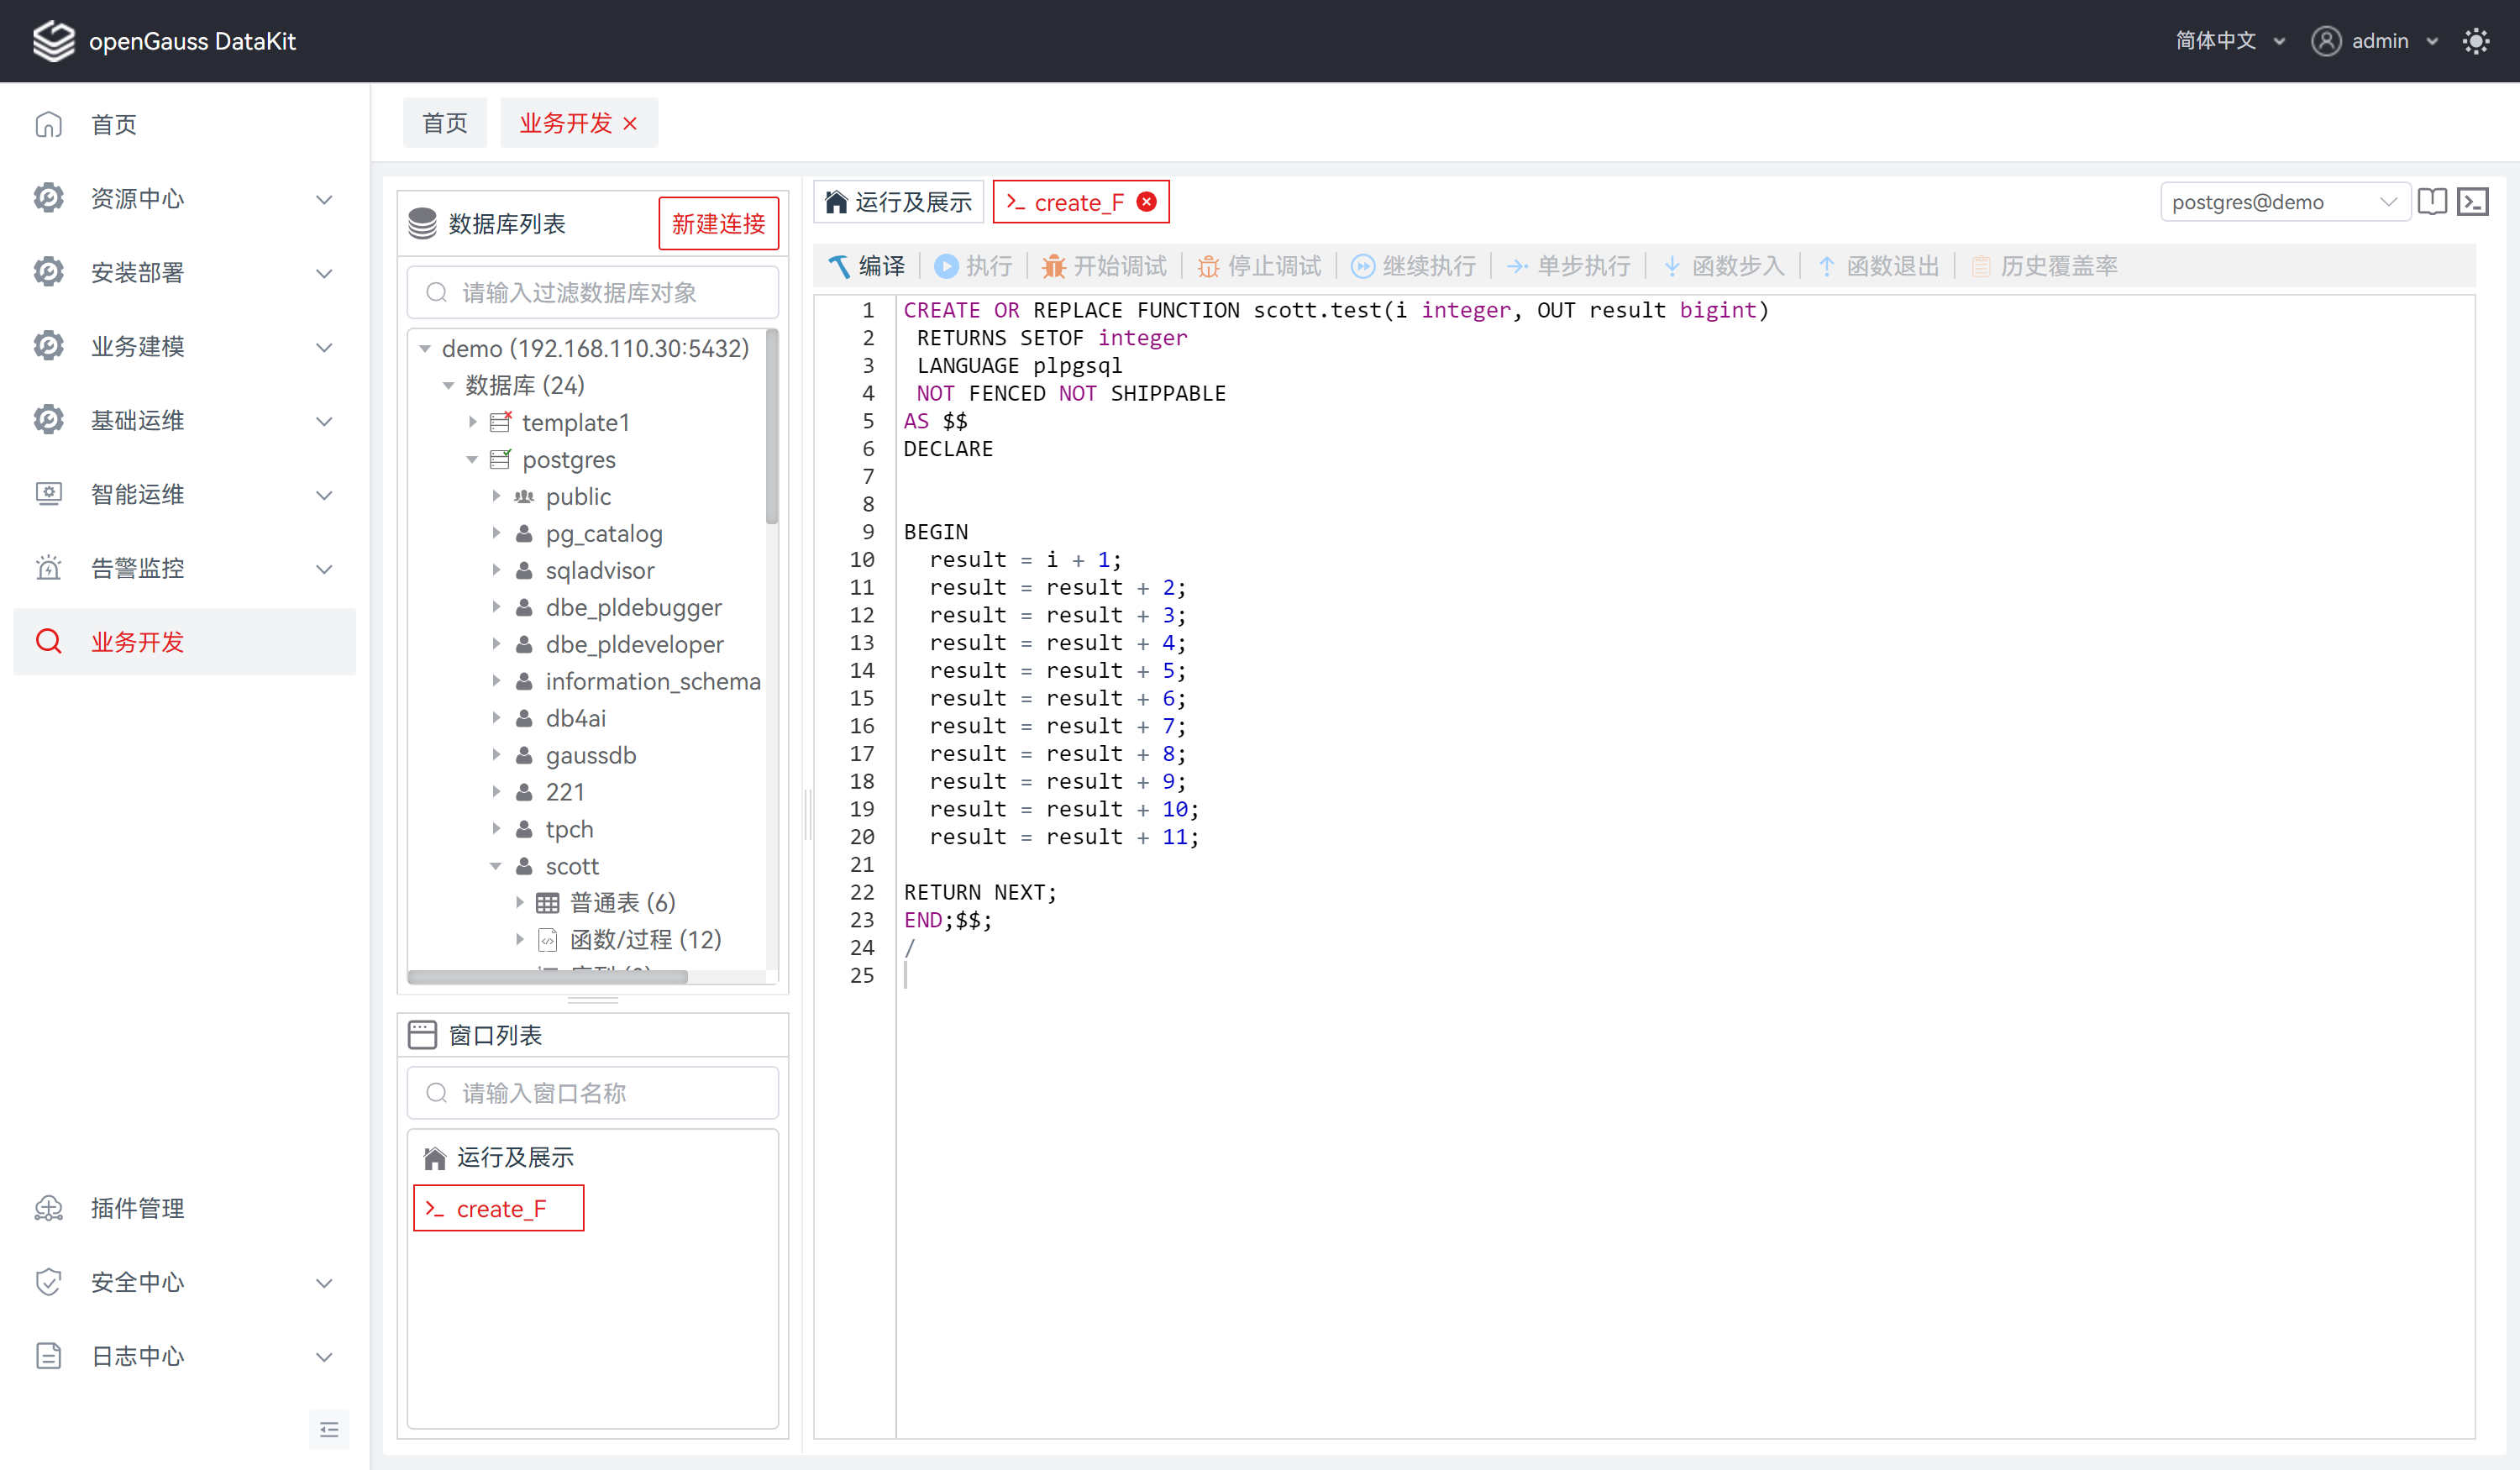 openGauss DataKit
简体中文
admin
首页
资源中心
安装部署
业务建模
基础运维
智能运维
告警监控
业务开发
插件管理
安全中心
日志中心
首页
业务开发
数据库列表
新建连接
请输入过滤数据库对象
demo (192.168.110.30:5432)
数据库 (24)
template1
postgres
public
pg_catalog
sqladvisor
dbe_pldebugger
dbe_pldeveloper
information_schema
db4ai
gaussdb
221
tpch
scott
普通表 (6)
函数/过程 (12)
窗口列表
请输入窗口名称
运行及展示
create_F
运行及展示
create_F
postgres@demo
编译 执行 开始调试 停止调试 继续执行 单步执行 函数步入 函数退出 历史覆盖率
1 CREATE OR REPLACE FUNCTION scott.test(i integer, OUT result bigint)
2 RETURNS SETOF integer
3 LANGUAGE plpgsql
4 NOT FENCED NOT SHIPPABLE
5 AS $$
6 DECLARE
7
8
9 BEGIN
10 result = i + 1;
11 result = result + 2;
12 result = result + 3;
13 result = result + 4;
14 result = result + 5;
15 result = result + 6;
16 result = result + 7;
17 result = result + 8;
18 result = result + 9;
19 result = result + 10;
20 result = result + 11;
21
22 RETURN NEXT;
23 END;$$;
24 /
25